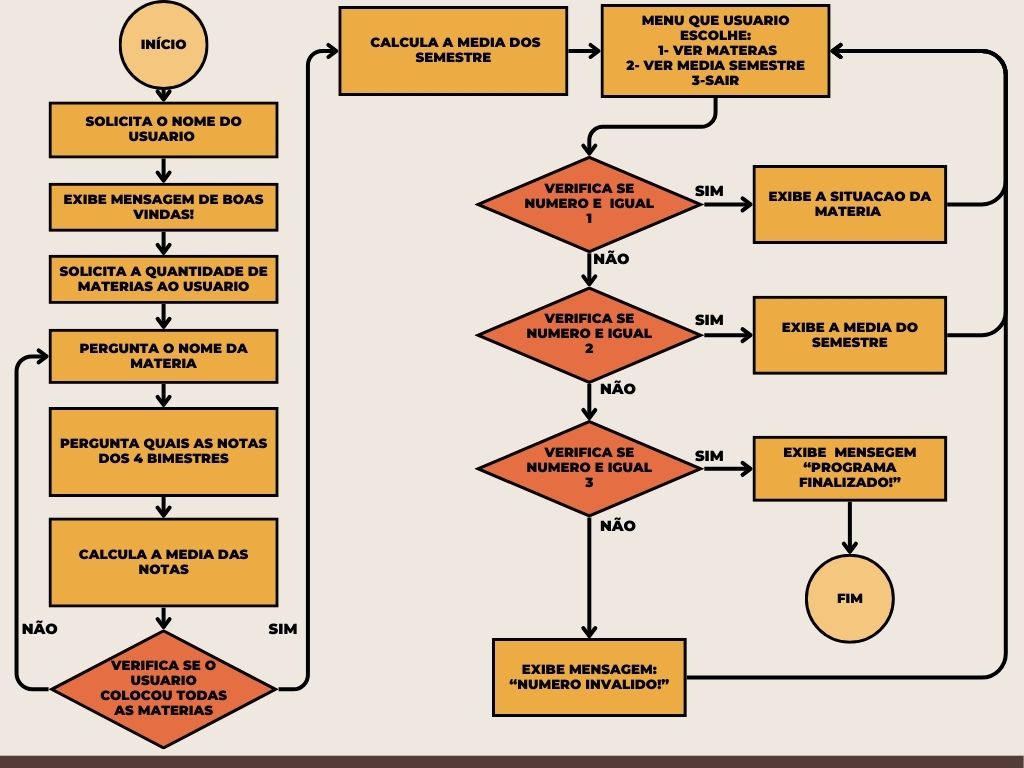 INÍCIO
SOLICITA O NOME DO
USUARIO
EXIBE MENSAGEM DE BOAS
VINDAS!
SOLICITA A QUANTIDADE DE
MATERIAS AO USUARIO
PERGUNTA O NOME DA
MATERIA
PERGUNTA QUAIS AS NOTAS
DOS 4 BIMESTRES
CALCULA A MEDIA DAS
NOTAS
NÃO
SIM
VERIFICA SE O
USUARIO
COLOCOU TODAS
AS MATERIAS
CALCULA A MEDIA DOS
SEMESTRE
MENU QUE USUARIO
ESCOLHE:
1- VER MATERAS
2- VER MEDIA SEMESTRE
3-SAIR
VERIFICA SE
NUMERO E IGUAL
1
SIM
EXIBE A SITUACAO DA
MATERIA
NÃO
VERIFICA SE
NUMERO E IGUAL
2
SIM
EXIBE A MEDIA DO
SEMESTRE
NÃO
VERIFICA SE
NUMERO E IGUAL
3
SIM
EXIBE MENSEGEM
“PROGRAMA
FINALIZADO!”
NÃO
FIM
EXIBE MENSAGEM:
“NUMERO INVALIDO!”